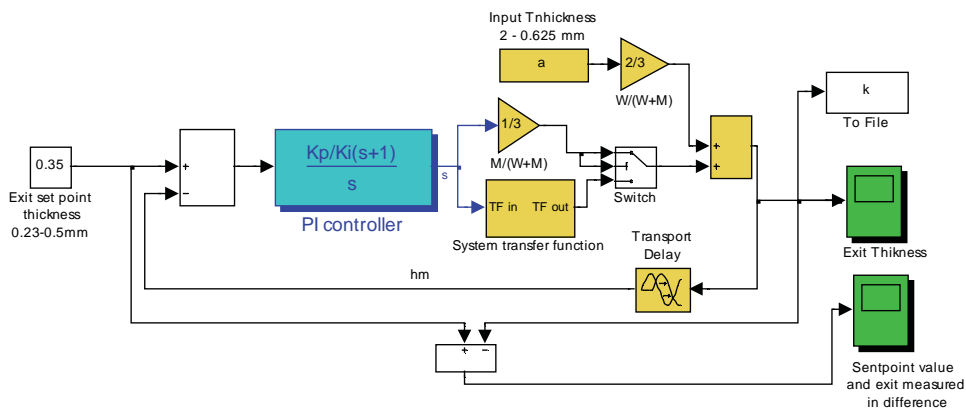 Input Tnhickness
2 - 0.625 mm
a
2/3
W/(W+M)
k
To File
0.35
Exit set point
thickness
0.23-0.5mm
+
−
Kp/Ki(s+1)
s
PI controller
s
1/3
M/(W+M)
TF in TF out
System transfer function
Switch
+
+
Exit Thikness
Transport
Delay
hm
+ −
Sentpoint value
and exit measured
in difference